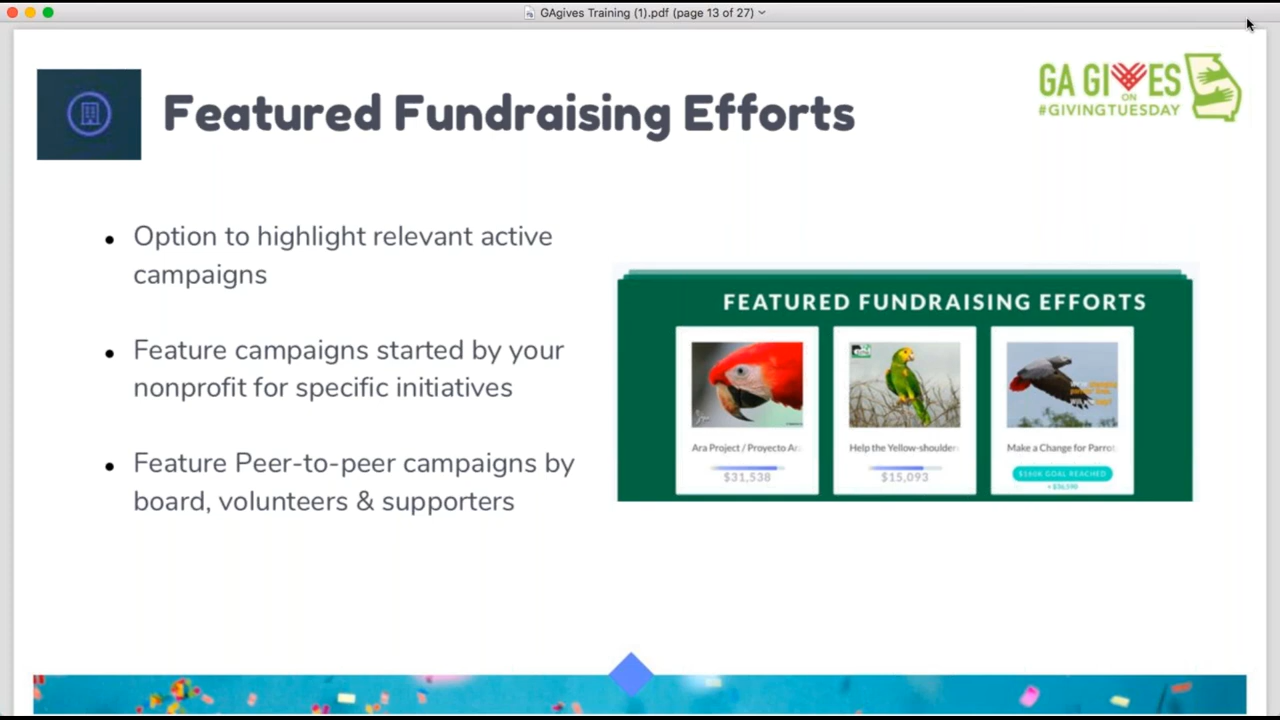 GAgives Training (1).pdf (page 13 of 27)
GA GIVES
ON
#GIVINGTUESDAY
Featured Fundraising Efforts
• Option to highlight relevant active
campaigns
• Feature campaigns started by your
nonprofit for specific initiatives
• Feature Peer-to-peer campaigns by
board, volunteers & supporters
FEATURED FUNDRAISING EFFORTS
Ara Project / Proyecto Ar
$31,538
Help the Yellow-shoulder
$15,093
Make a Change for Parrot
$160K GOAL REACHED